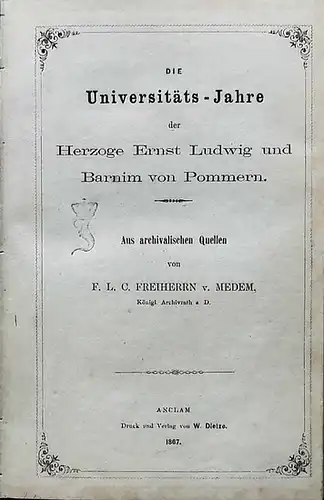 DIE
Universitäts-Jahre
der
Herzoge Ernst Ludwig und
Barnim von Pommern.
Aus archivalischen Quellen
von
F. L. C. FREIHERRN v. MEDEM,
Königl. Archivrath a D.
ANCLAM.
Druck und Verlag von W. Dietze.
1867.